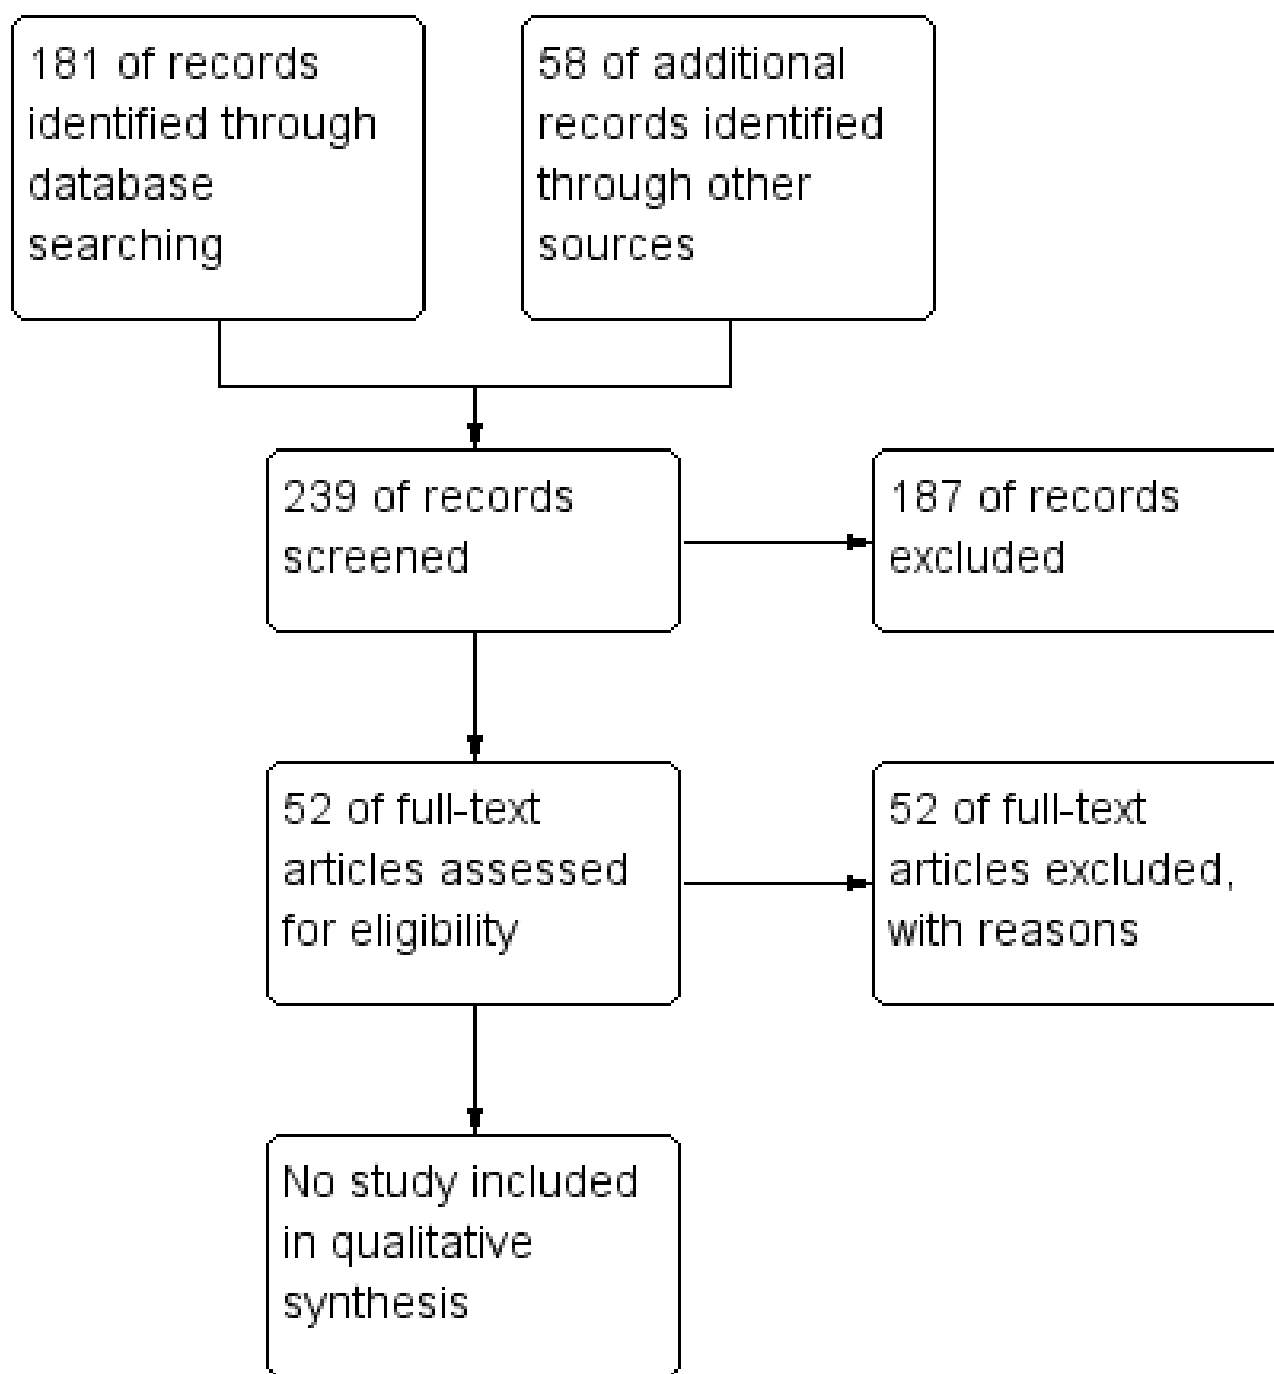 181 of records
identified through
database
searching
58 of additional
records identified
through other
sources
239 of records
screened
187 of records
excluded
52 of full-text
articles assessed
for eligibility
52 of full-text
articles excluded,
with reasons
No study included
in qualitative
synthesis